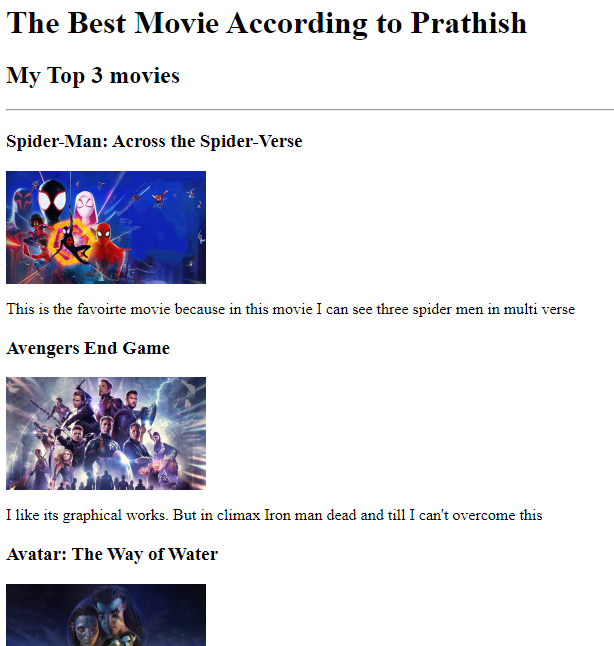 The Best Movie According to Prathish
My Top 3 movies
Spider-Man: Across the Spider-Verse
This is the favoirte movie because in this movie I can see three spider men in multi verse
Avengers End Game
I like its graphical works. But in climax Iron man dead and till I can't overcome this
Avatar: The Way of Water